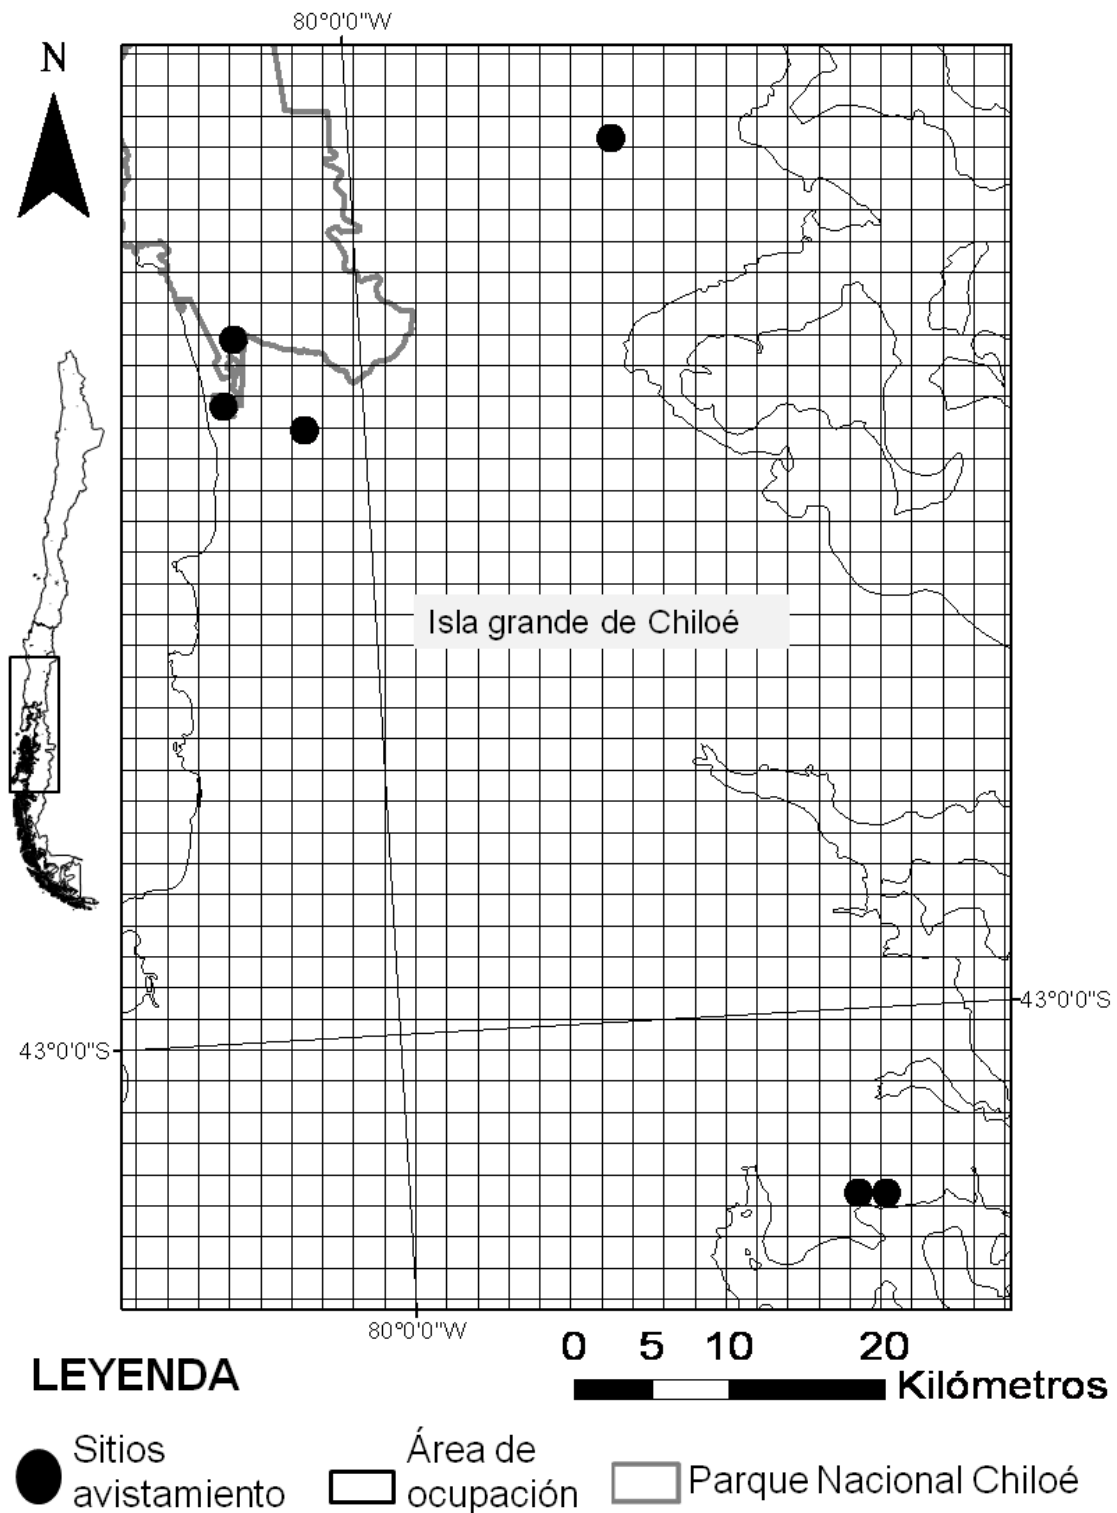 80°0'0"W
N
Isla grande de Chiloé
43°0'0"S
43°0'0"S
80°0'0"W
0 5 10 20
Kilómetros
LEYENDA
Sitios
avistamiento
Área de
ocupación
Parque Nacional Chiloé